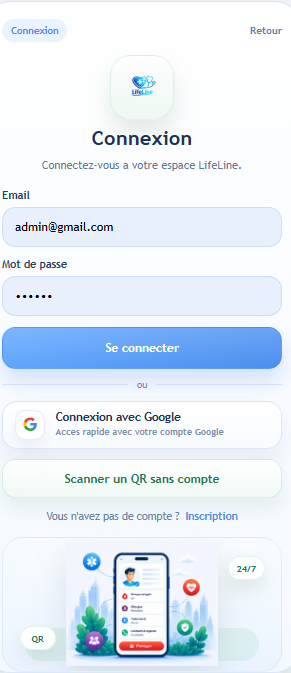 Connexion
Retour
LifeLine
Connexion
Connectez-vous a votre espace LifeLine.
Email
admin@gmail.com
Mot de passe
••••••
Se connecter
ou
Connexion avec Google
Acces rapide avec votre compte Google
Scanner un QR sans compte
Vous n'avez pas de compte ? Inscription
24/7
QR
Partager